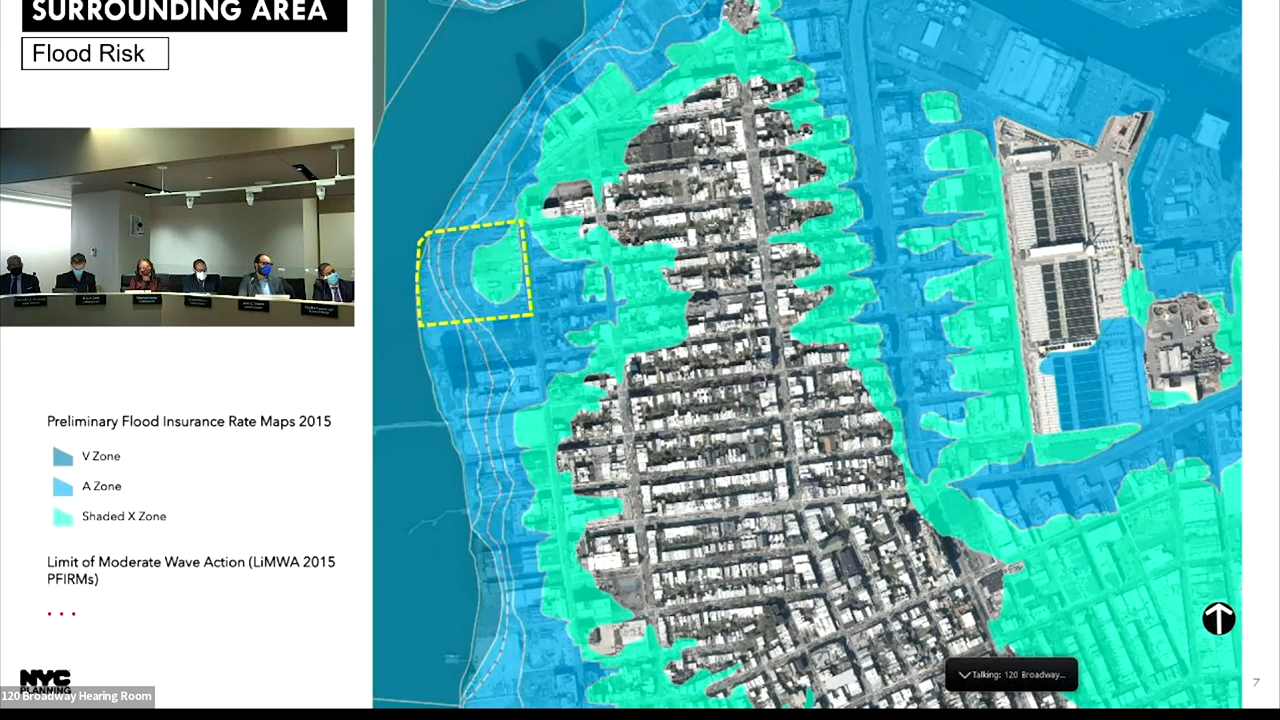 SURROUNDING AREA
Flood Risk
Preliminary Flood Insurance Rate Maps 2015
V Zone
A Zone
Shaded X Zone
Limit of Moderate Wave Action (LiMWA 2015
PFIRMs)
NYC
PLANNING
120 Broadway Hearing Room
Talking: 120 Broadway...
7